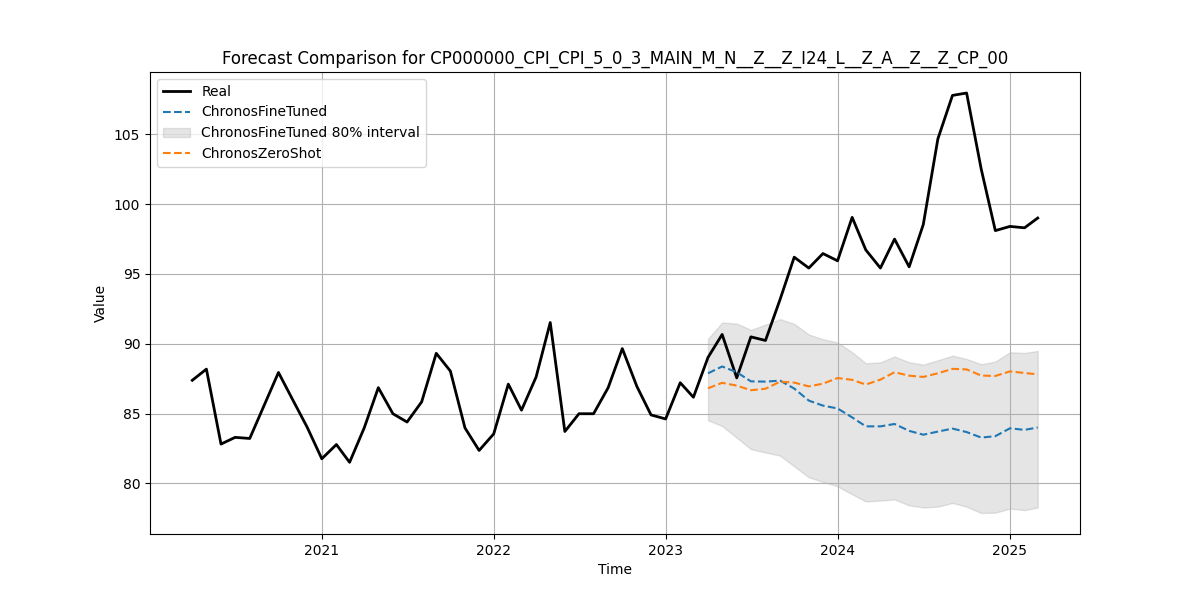 Forecast Comparison for CP000000_CPI_CPI_5_0_3_MAIN_M_N__Z__Z_I24_L__Z_A__Z__Z_CP_00
Real
ChronosFineTuned
ChronosFineTuned 80% interval
ChronosZeroShot
Value
105
100
95
90
85
80
2021
2022
2023
2024
2025
Time